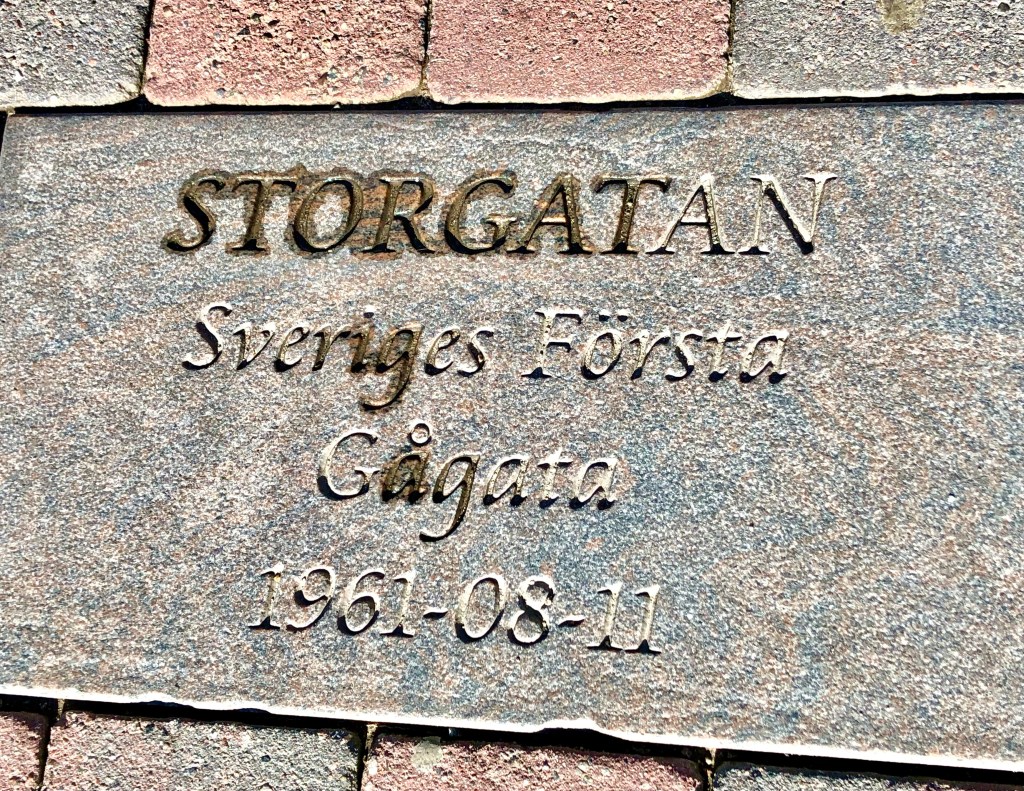 STORGATAN
Sveriges Första
Gågata
1961-08-11